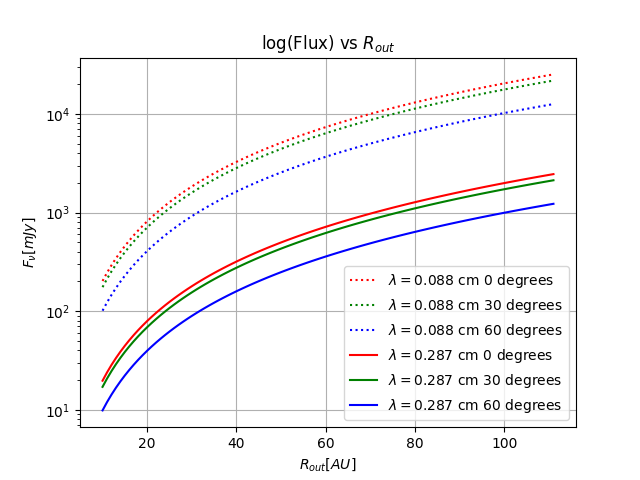 log(Flux) vs R_out
F_ν[mJy]
10^4
10^3
10^2
10^1
λ = 0.088 cm 0 degrees
λ = 0.088 cm 30 degrees
λ = 0.088 cm 60 degrees
λ = 0.287 cm 0 degrees
λ = 0.287 cm 30 degrees
λ = 0.287 cm 60 degrees
20 40 60 80 100
R_out[AU]